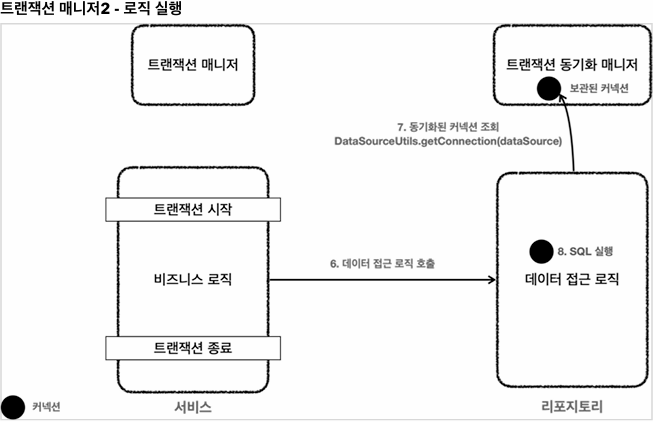 트랜잭션 매니저2 - 로직 실행
트랜잭션 매니저
트랜잭션 동기화 매니저
보관된 커넥션
7. 동기화된 커넥션 조회
DataSourceUtils.getConnection(dataSource)
트랜잭션 시작
비즈니스 로직
트랜잭션 종료
6. 데이터 접근 로직 호출
8. SQL 실행
데이터 접근 로직
커넥션
서비스
리포지토리